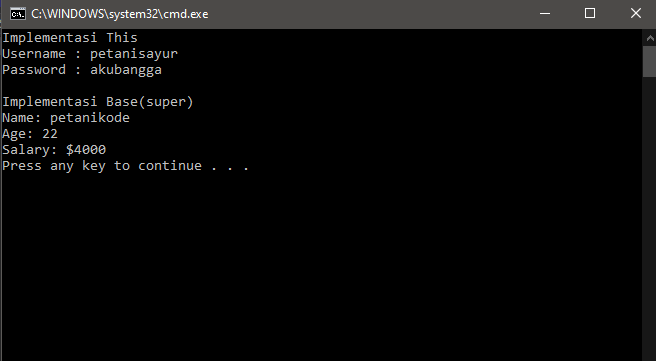 C:\WINDOWS\system32\cmd.exe
Implementasi This
Username : petanisayur
Password : akubangga
Implementasi Base(super)
Name: petanikode
Age: 22
Salary: $4000
Press any key to continue . . .